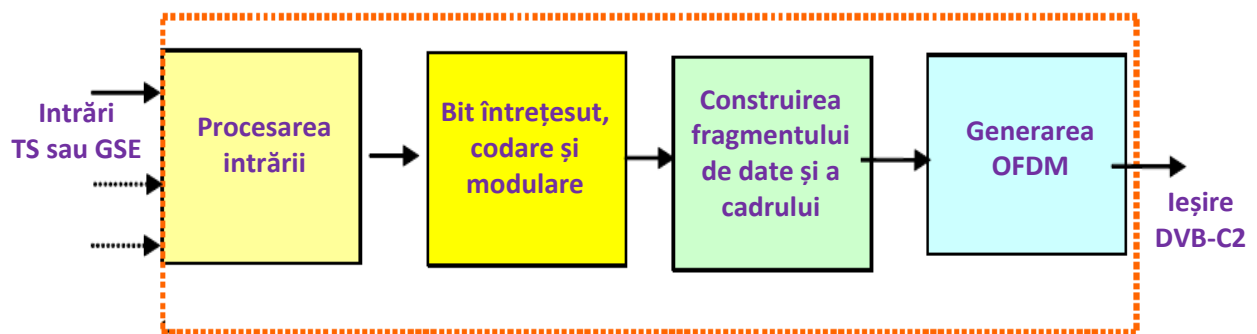 Intrări
TS sau GSE
Procesarea
intrării
Bit întrețesut,
codare și
modulare
Construirea
fragmentului
de date și a
cadrului
Generarea
OFDM
Ieșire
DVB-C2